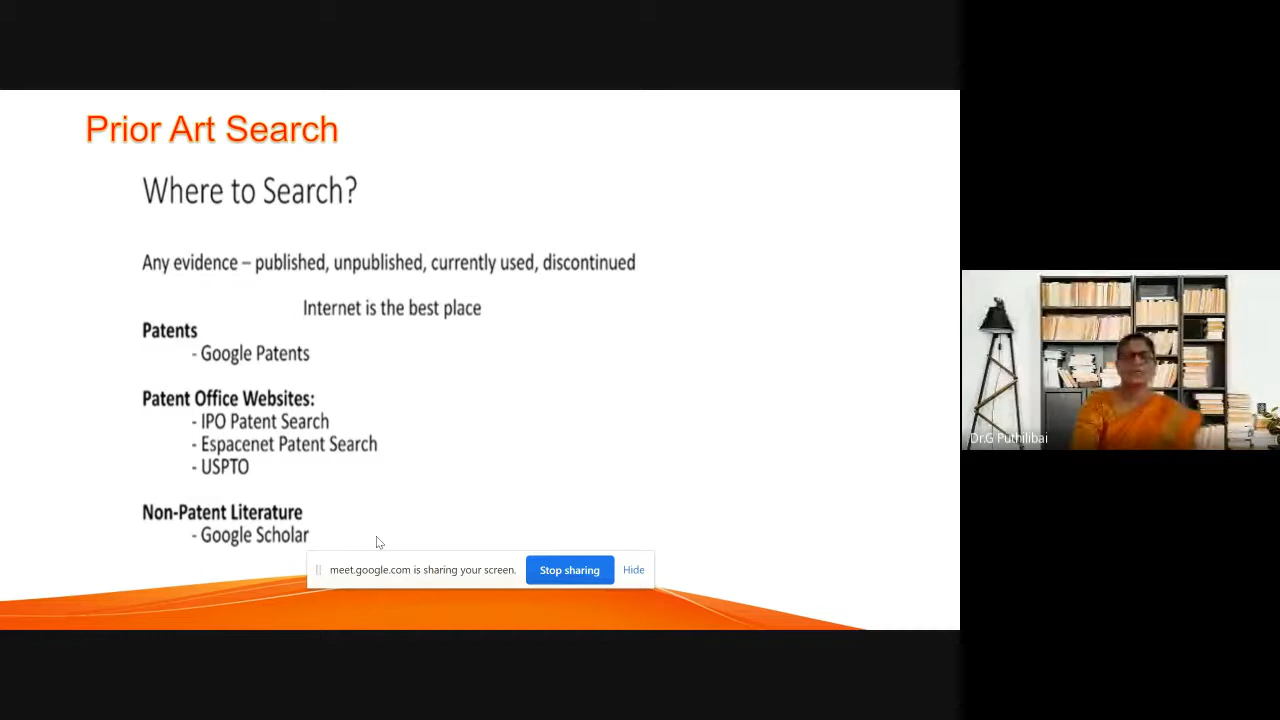 Prior Art Search
Where to Search?
Any evidence – published, unpublished, currently used, discontinued
Internet is the best place
Patents
- Google Patents
Patent Office Websites:
- IPO Patent Search
- Espacenet Patent Search
- USPTO
Non-Patent Literature
- Google Scholar
meet.google.com is sharing your screen.
Stop sharing
Hide
Dr.G Puthilibai